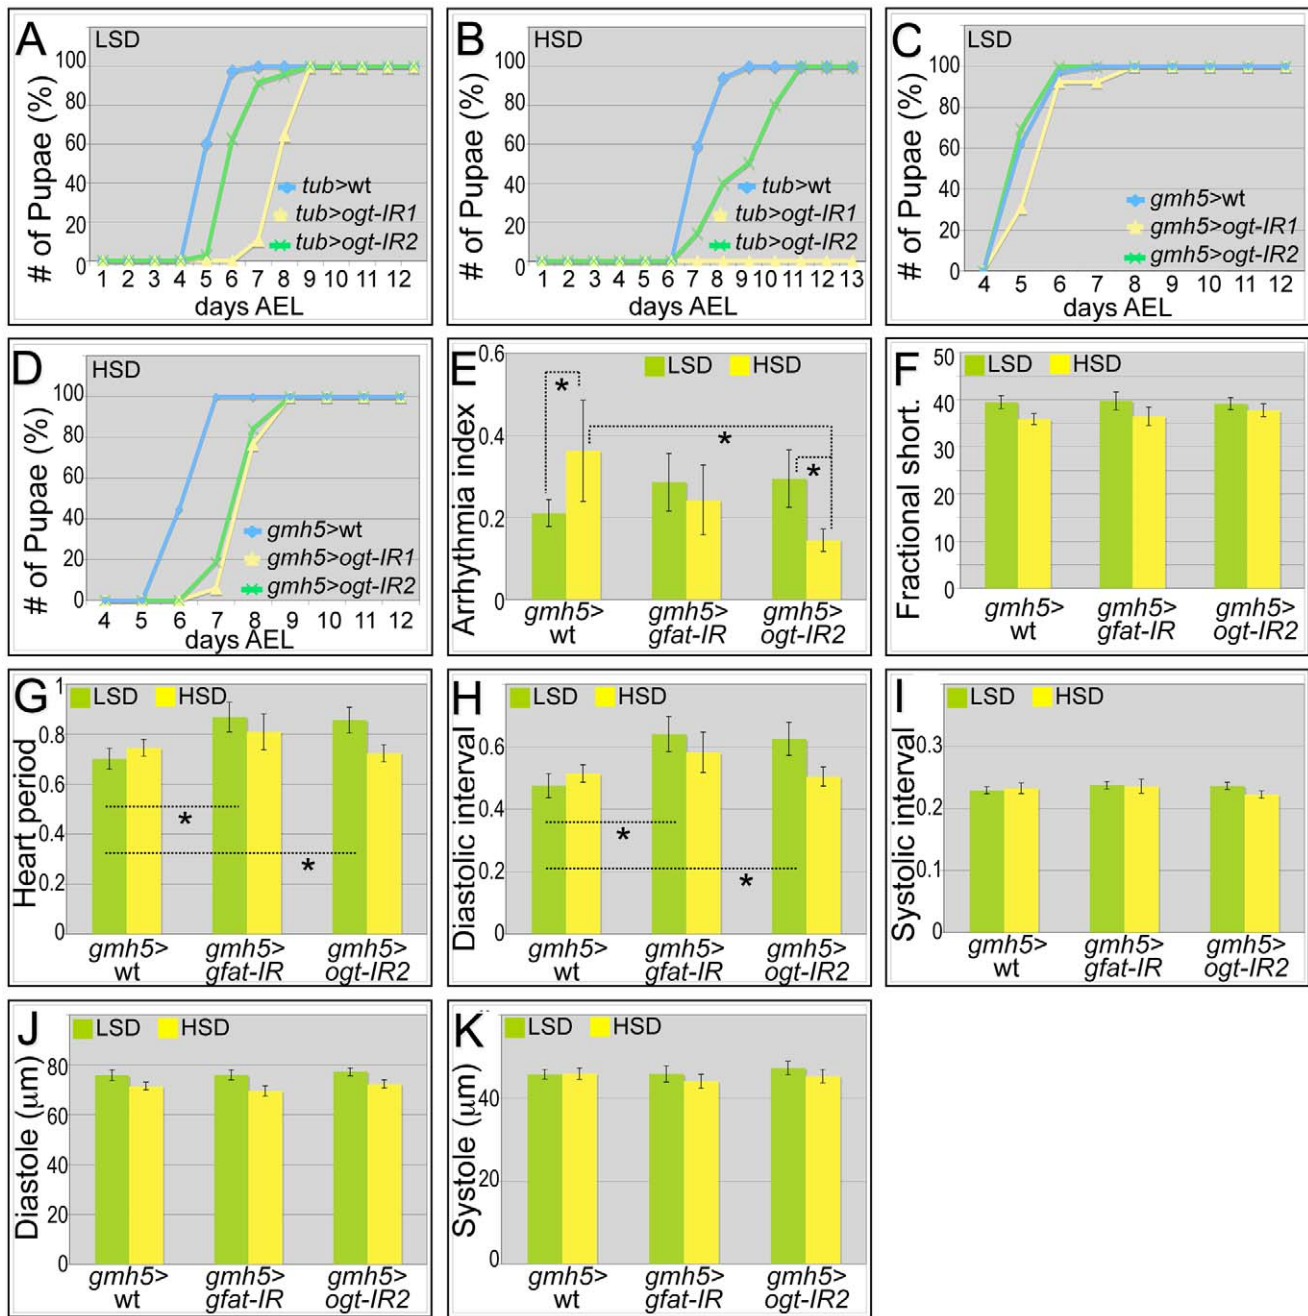 A LSD
# of Pupae (%)
100
80
60
40
20
0
tub>wt
tub>ogt-IR1
tub>ogt-IR2
1 2 3 4 5 6 7 8 9 10 11 12
days AEL
B HSD
# of Pupae (%)
100
80
60
40
20
0
tub>wt
tub>ogt-IR1
tub>ogt-IR2
1 2 3 4 5 6 7 8 9 10 11 12 13
days AEL
C LSD
# of Pupae (%)
100
80
60
40
20
0
gmh5>wt
gmh5>ogt-IR1
gmh5>ogt-IR2
4 5 6 7 8 9 10 11 12
days AEL
D HSD
# of Pupae (%)
100
80
60
40
20
0
gmh5>wt
gmh5>ogt-IR1
gmh5>ogt-IR2
4 5 6 7 8 9 10 11 12
days AEL
E
LSD HSD
Arrhythmia index
0.6
0.4
0.2
0
* * *
gmh5> gmh5> gmh5>
wt gfat-IR ogt-IR2
F
LSD HSD
Fractional short.
50
40
30
20
30
20
10
0
gmh5> gmh5> gmh5>
wt gfat-IR ogt-IR2
G
LSD HSD
Heart period
1
0.8
0.6
0.4
0.2
0
*
*
gmh5> gmh5> gmh5>
wt gfat-IR ogt-IR2
H
LSD HSD
Diastolic interval
0.6
0.4
0.2
0
*
*
gmh5> gmh5> gmh5>
wt gfat-IR ogt-IR2
I
LSD HSD
Systolic interval
0.3
0.2
0.1
0
gmh5> gmh5> gmh5>
wt gfat-IR ogt-IR2
J
LSD HSD
Diastole (μm)
80
60
40
20
0
gmh5> gmh5> gmh5>
wt gfat-IR ogt-IR2
K
LSD HSD
Systole (μm)
40
20
0
gmh5> gmh5> gmh5>
wt gfat-IR ogt-IR2